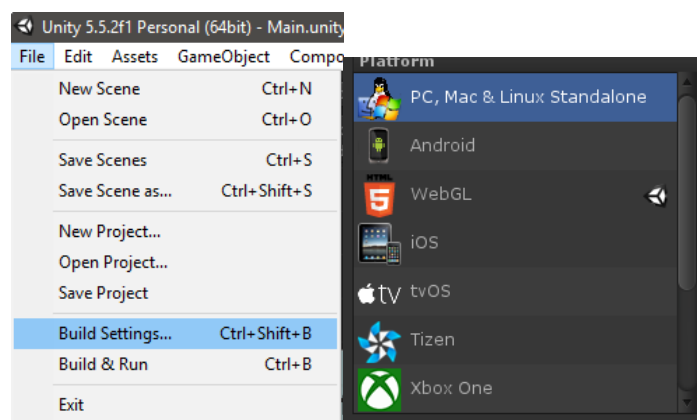 Unity 5.5.2f1 Personal (64bit) - Main.unity
File Edit Assets GameObject Compo
New Scene Ctrl+N
Open Scene Ctrl+O
Save Scenes Ctrl+S
Save Scene as... Ctrl+Shift+S
New Project...
Open Project...
Save Project
Build Settings... Ctrl+Shift+B
Build & Run Ctrl+B
Exit
Platform
PC, Mac & Linux Standalone
Android
HTML
5
WebGL
iOS
tv
tvOS
Tizen
Xbox One